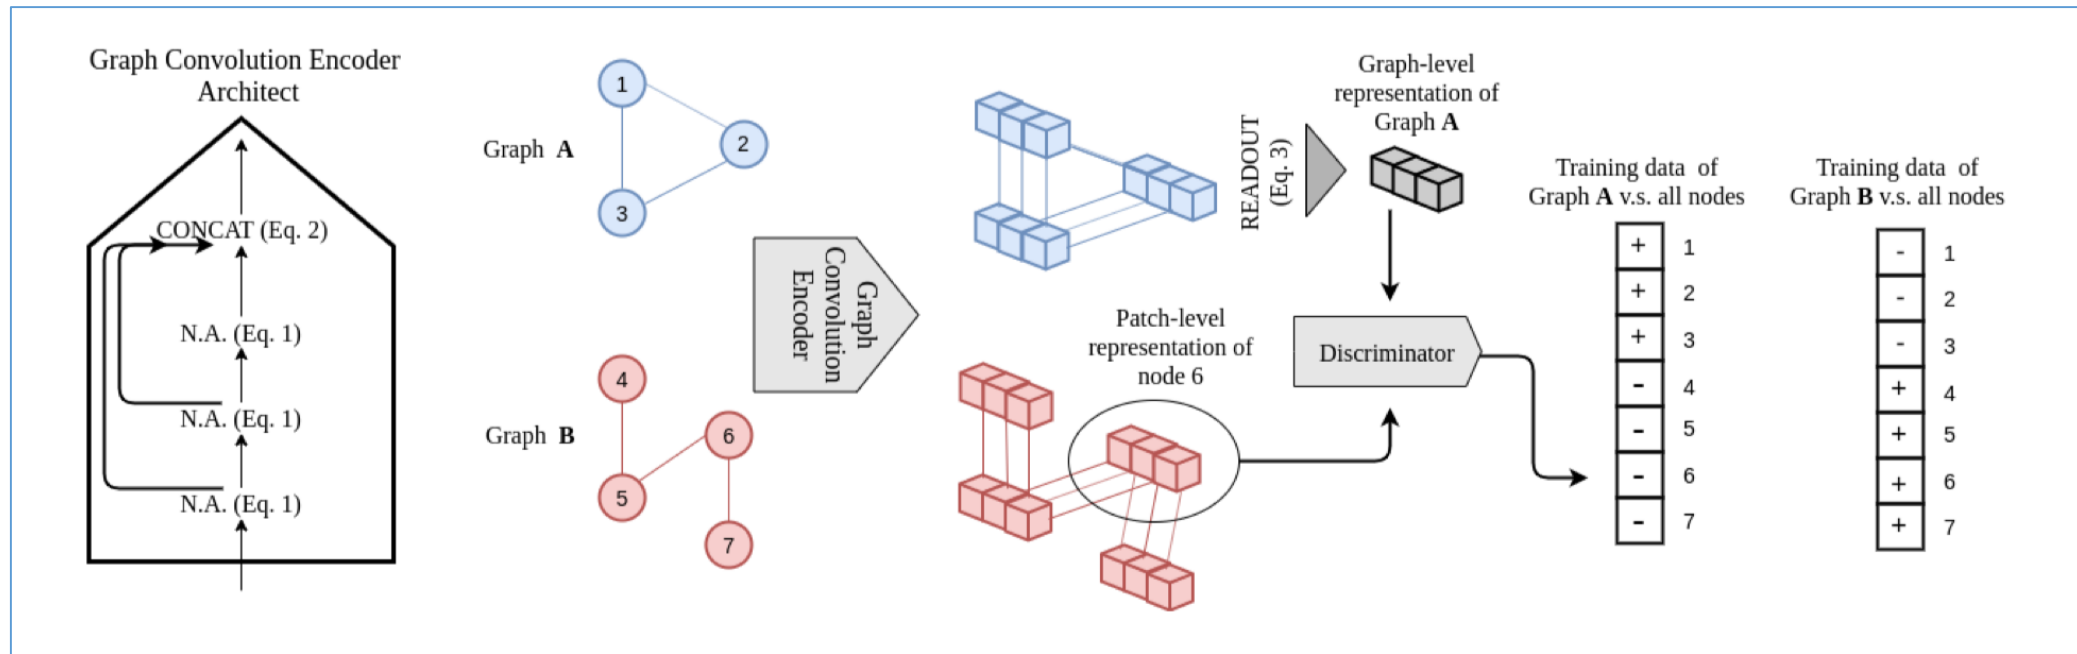 Graph Convolution Encoder
Architect
CONCAT (Eq. 2)
N.A. (Eq. 1)
N.A. (Eq. 1)
N.A. (Eq. 1)
Graph A
1
2
3
Graph B
4
5
6
7
Graph
Convolution
Encoder
READOUT
(Eq. 3)
Graph-level
representation of
Graph A
Patch-level
representation of
node 6
Discriminator
Training data of
Graph A v.s. all nodes
+ 1
+ 2
+ 3
- 4
- 5
- 6
- 7
Training data of
Graph B v.s. all nodes
- 1
- 2
- 3
+ 4
+ 5
+ 6
+ 7